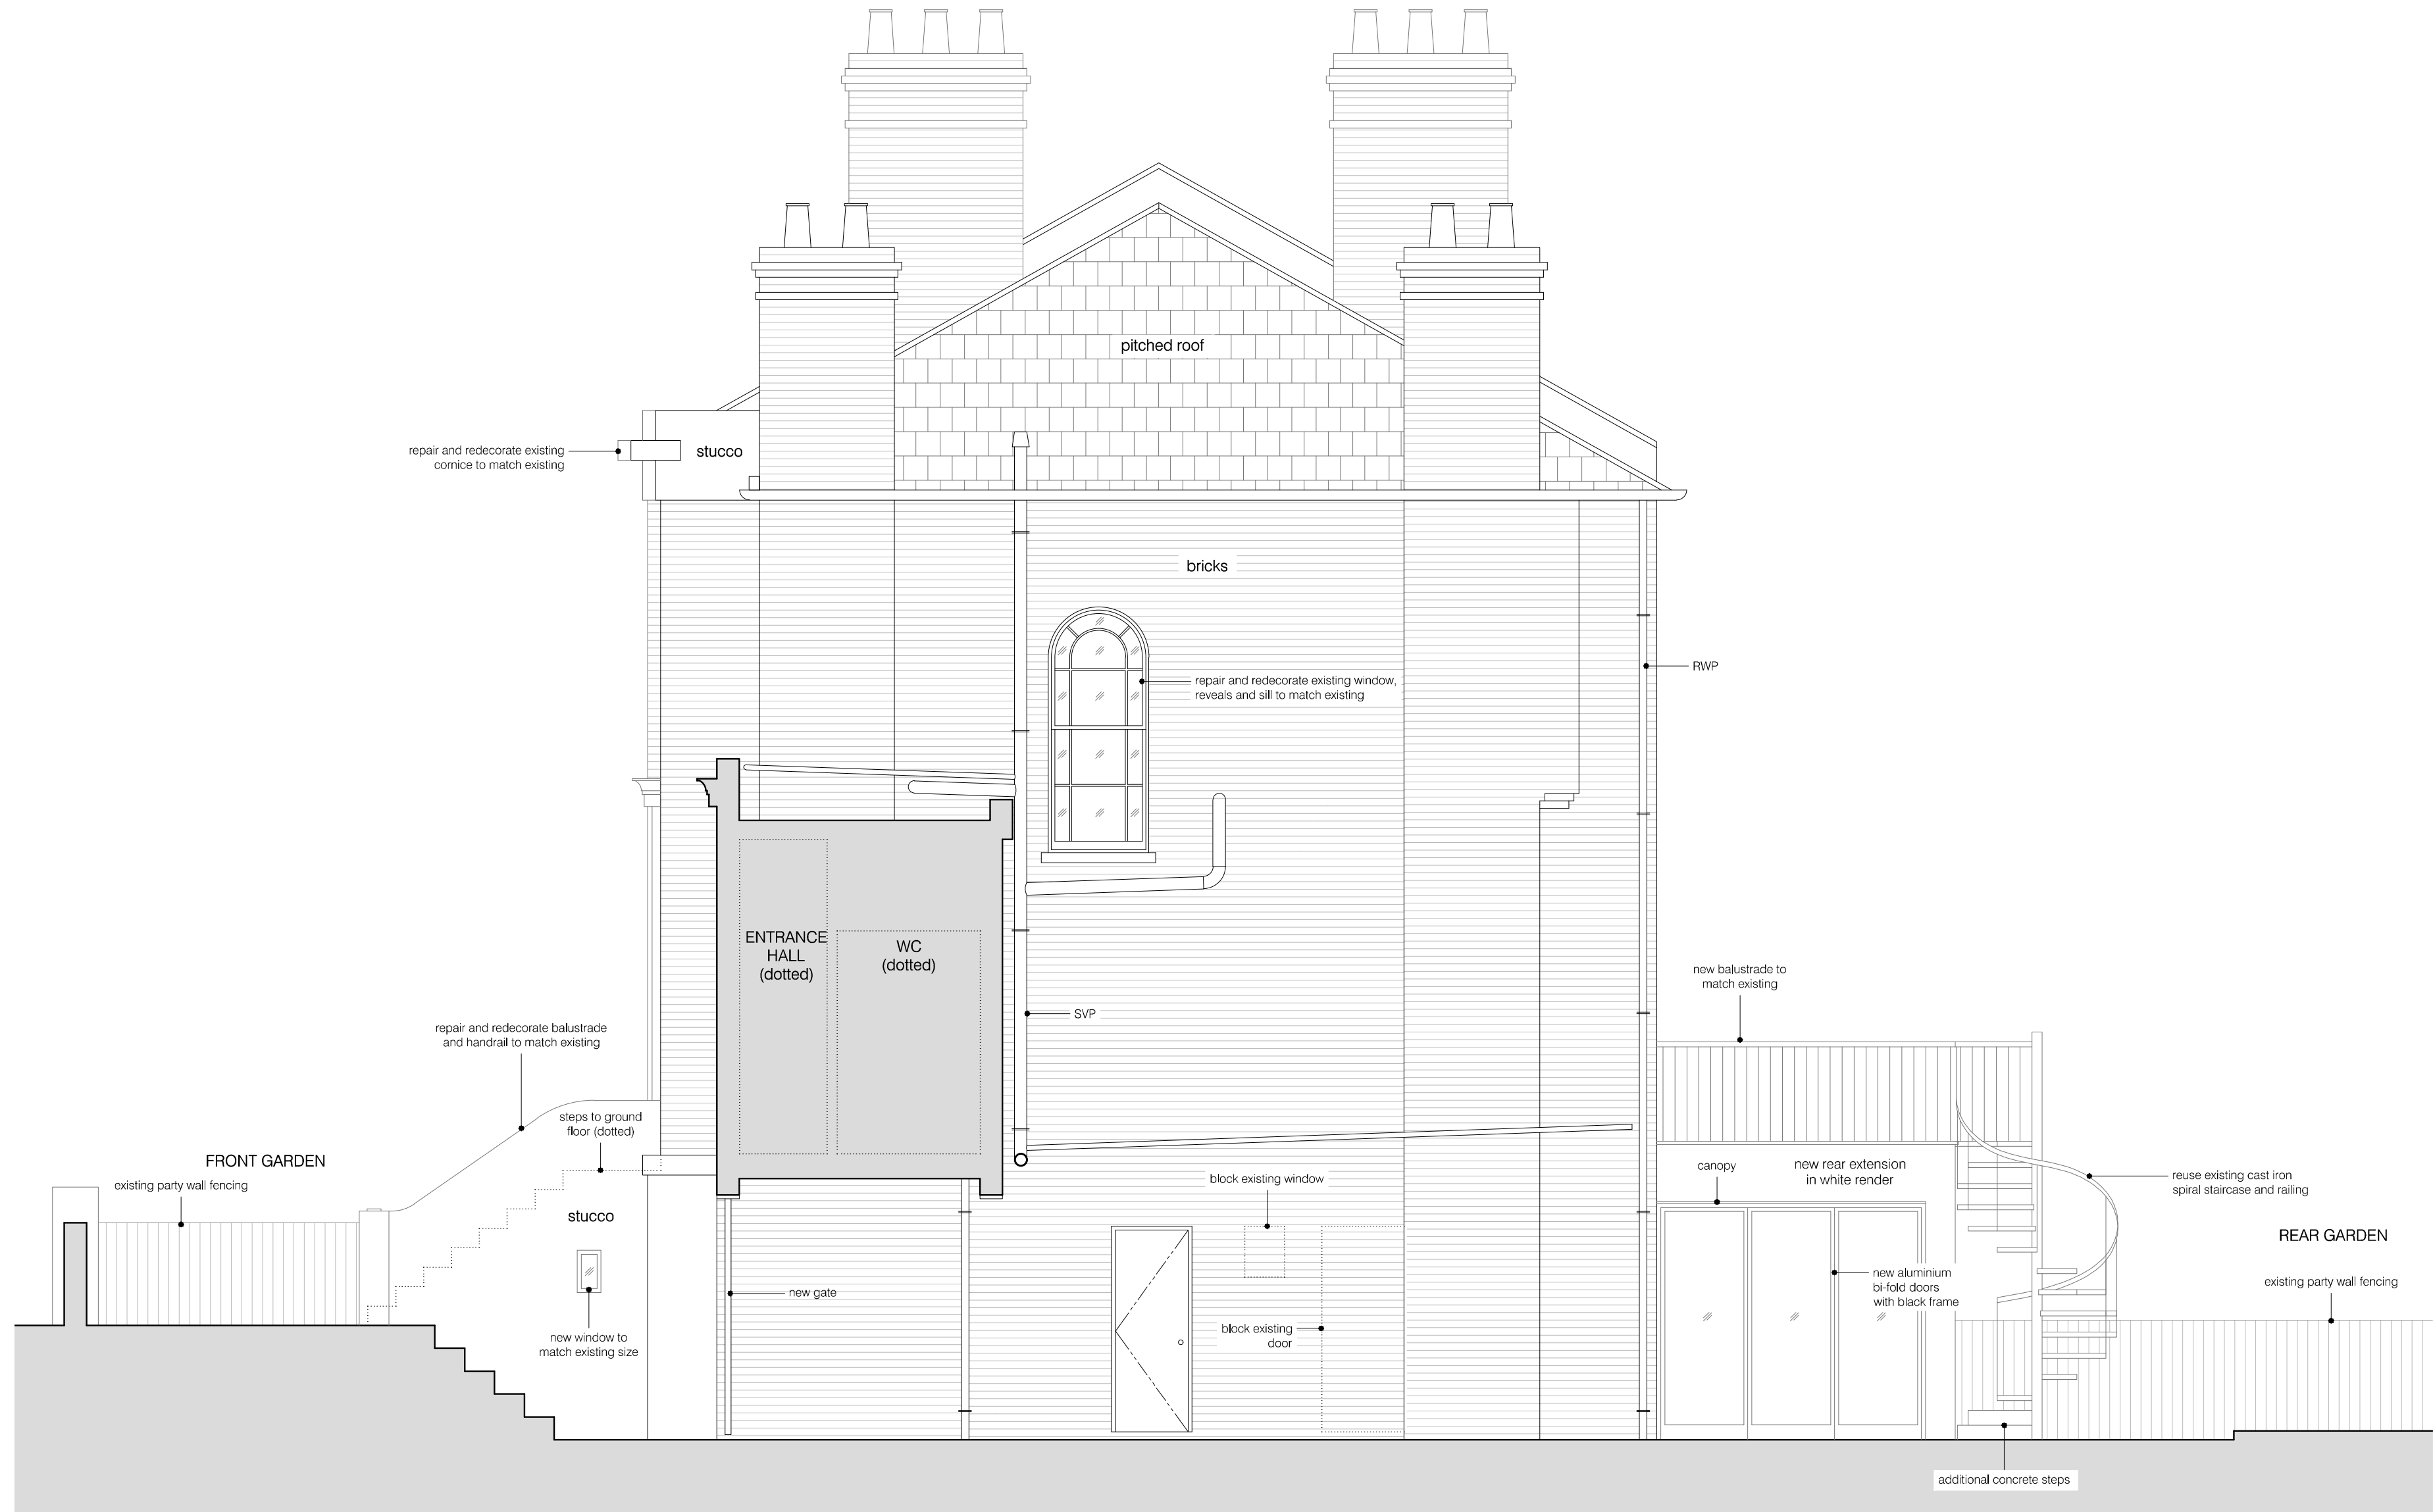 pitched roof
repair and redecorate existing
cornice to match existing
stucco
bricks
RWP
repair and redecorate existing window,
reveals and sill to match existing
ENTRANCE
HALL
(dotted)
WC
(dotted)
new balustrade to
match existing
SVP
repair and redecorate balustrade
and handrail to match existing
steps to ground
floor (dotted)
FRONT GARDEN
existing party wall fencing
stucco
block existing window
canopy
new rear extension
in white render
reuse existing cast iron
spiral staircase and railing
REAR GARDEN
new aluminium
bi-fold doors
with black frame
existing party wall fencing
new gate
block existing
door
new window to
match existing size
additional concrete steps